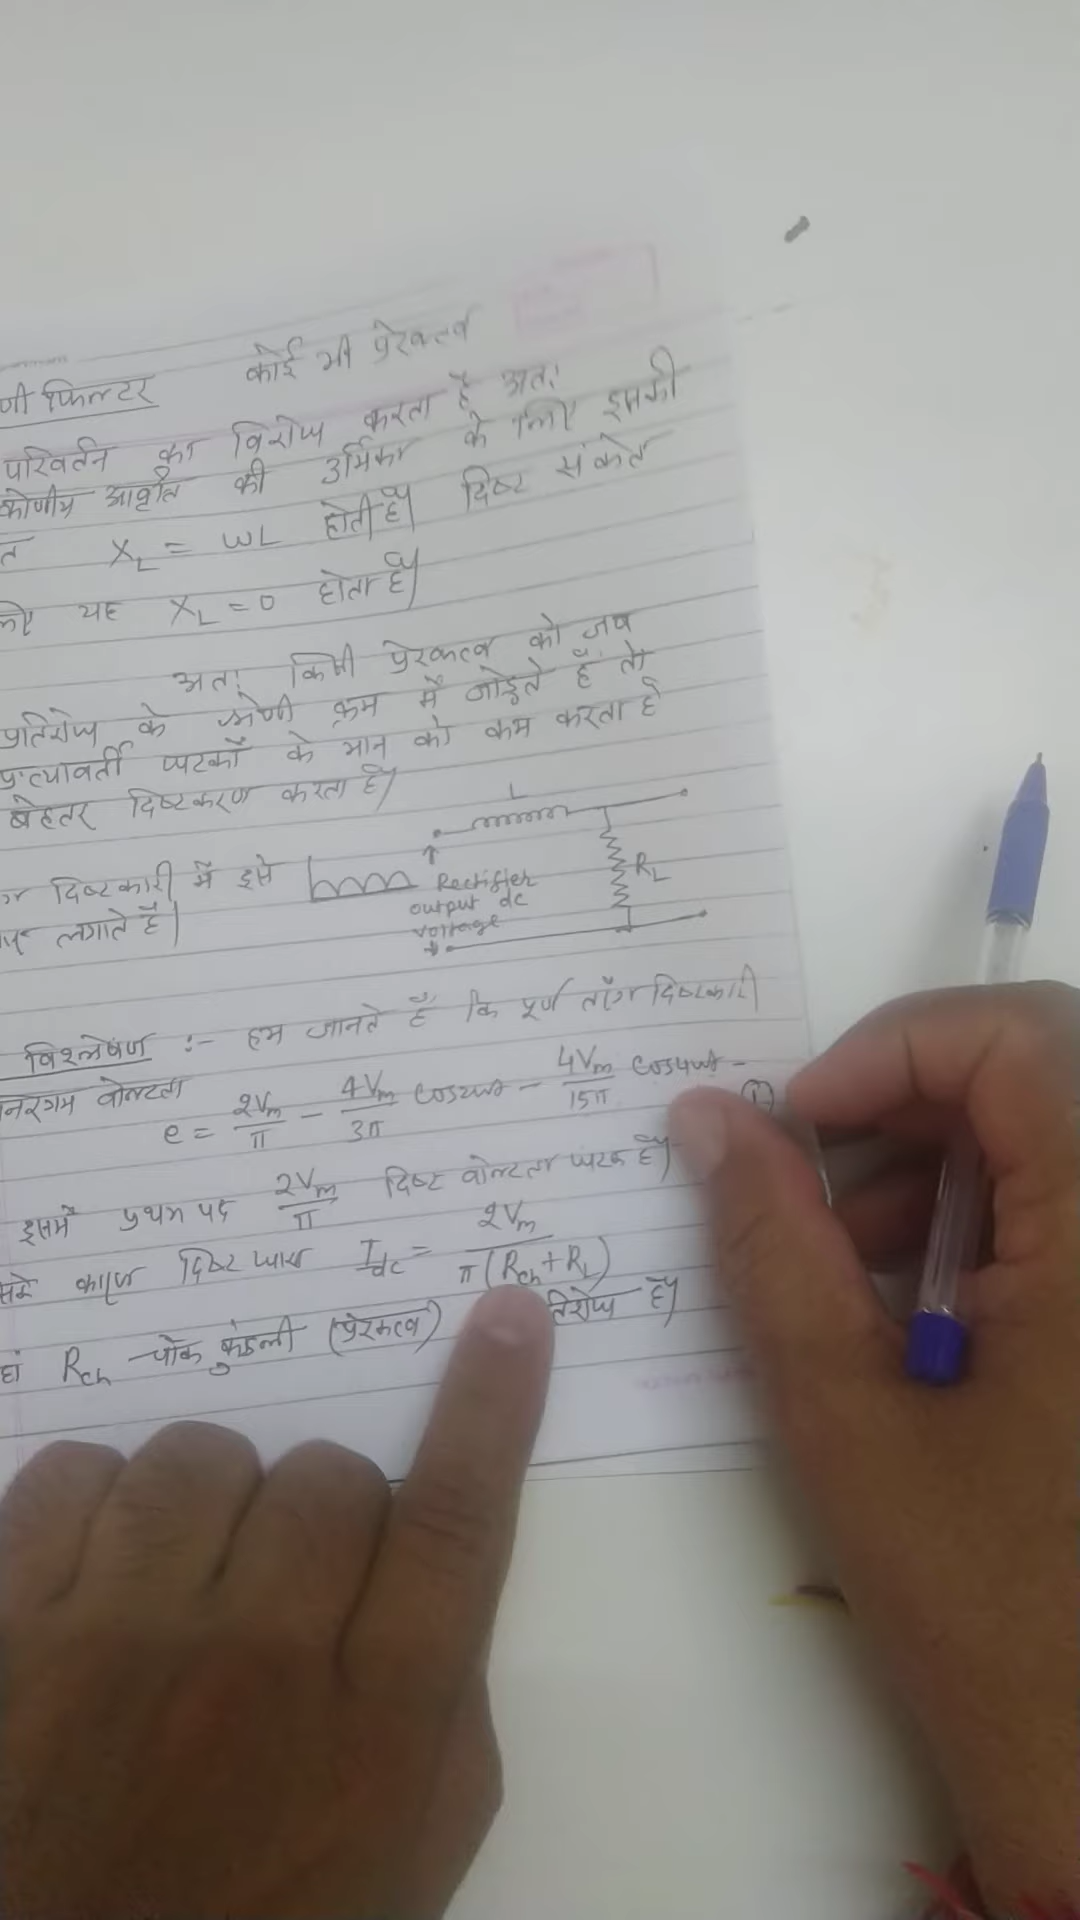 णी फिल्टर कोई भी प्रेरकत्व
परिवर्तन का विरोध करता है अतः
कोणीय आवृति की उर्मिका के लिए इसकी
X_L = ωL होती है। दिष्ट संकेत
लिए यह X_L = 0 होता है।
अतः किसी प्रेरकत्व को जब
प्रतिरोध के श्रेणी क्रम में जोड़ते हैं तो
प्रत्यावर्ती घटकों के मान को कम करता है
बेहतर दिष्टकरण करता है।
L
दिष्टकारी में इसे
लगाते है।
Rectifier
output dc
voltage
R_L
विश्लेषण :- हम जानते हैं कि पूर्ण तरंग दिष्टकारी
निरगम वोल्टता
e = 2V_m/π - 4V_m/3π cos2ωt - 4V_m/15π cos4ωt - ①
इसमें प्रथम पद 2V_m/π दिष्ट वोल्टता घटक है।
कारण दिष्ट धारा I_dc = 2V_m/π(R_ch + R_L)
R_ch चोक कुंडली (प्रेरकत्व) तिरोध है।